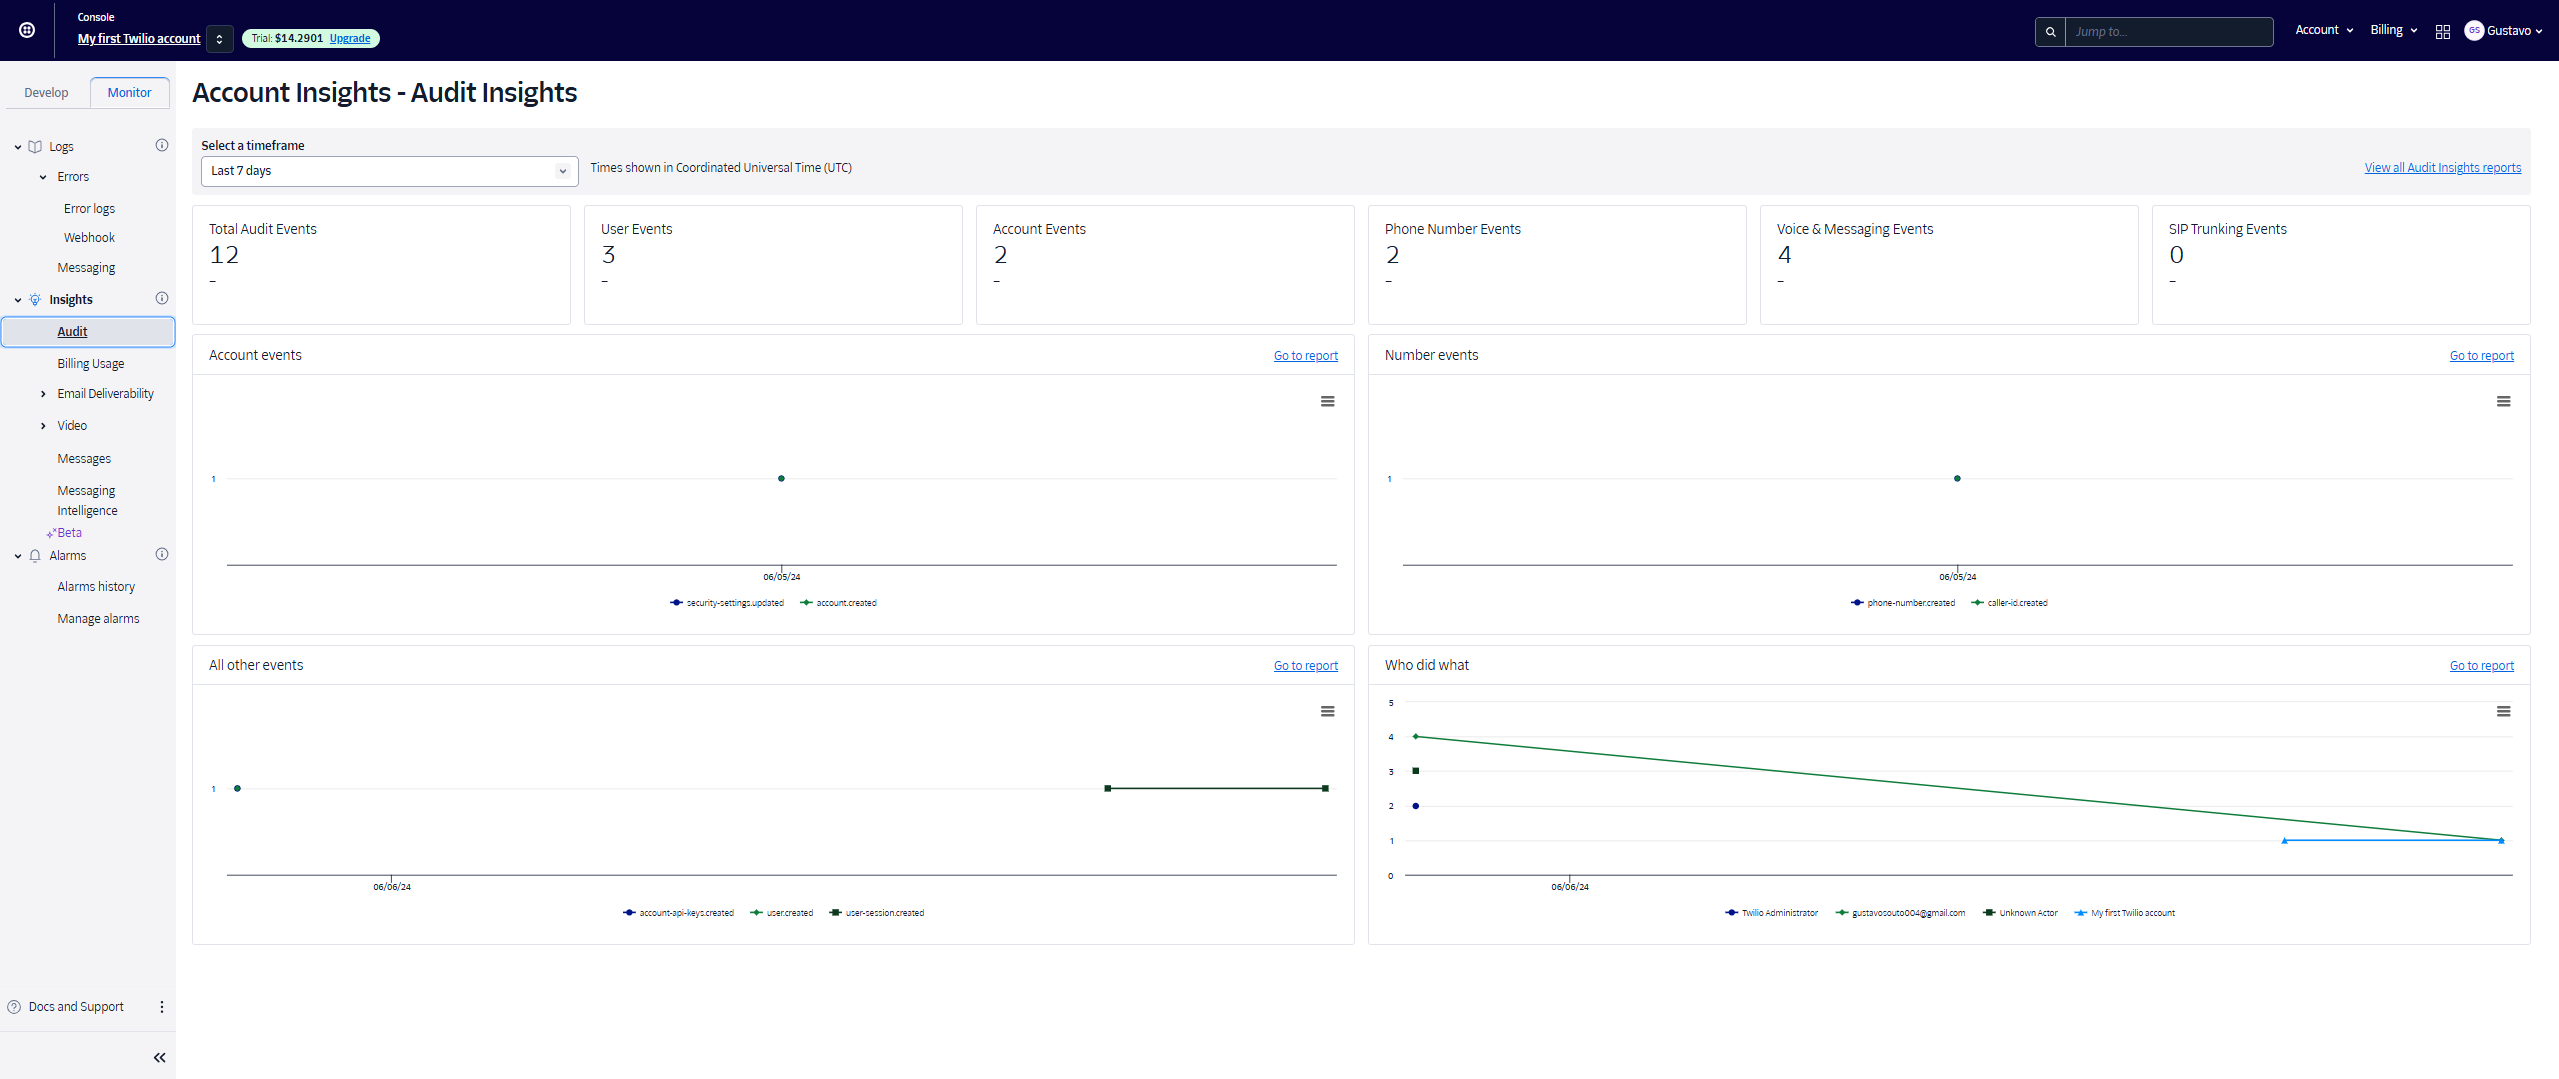 Console
My first Twilio account
Trial: $14.2901 Upgrade
Jump to...
Account
Billing
GS
Gustavo
Develop
Monitor
Logs
Errors
Error logs
Webhook
Messaging
Insights
Audit
Billing Usage
Email Deliverability
Video
Messages
Messaging
Intelligence
Beta
Alarms
Alarms history
Manage alarms
Docs and Support
Account Insights - Audit Insights
Select a timeframe
Last 7 days
Times shown in Coordinated Universal Time (UTC)
View all Audit Insights reports
Total Audit Events
12
-
User Events
3
-
Account Events
2
-
Phone Number Events
2
-
Voice & Messaging Events
4
-
SIP Trunking Events
0
-
Account events
Go to report
1
06/05/24
security-settings.updated account.created
Number events
Go to report
1
06/05/24
phone-number.created caller-id.created
All other events
Go to report
1
06/06/24
account-api-keys.created user.created user-session.created
Who did what
Go to report
5
4
3
2
1
0
06/06/24
Twilio Administrator gustavosouto004@gmail.com Unknown Actor My first Twilio account